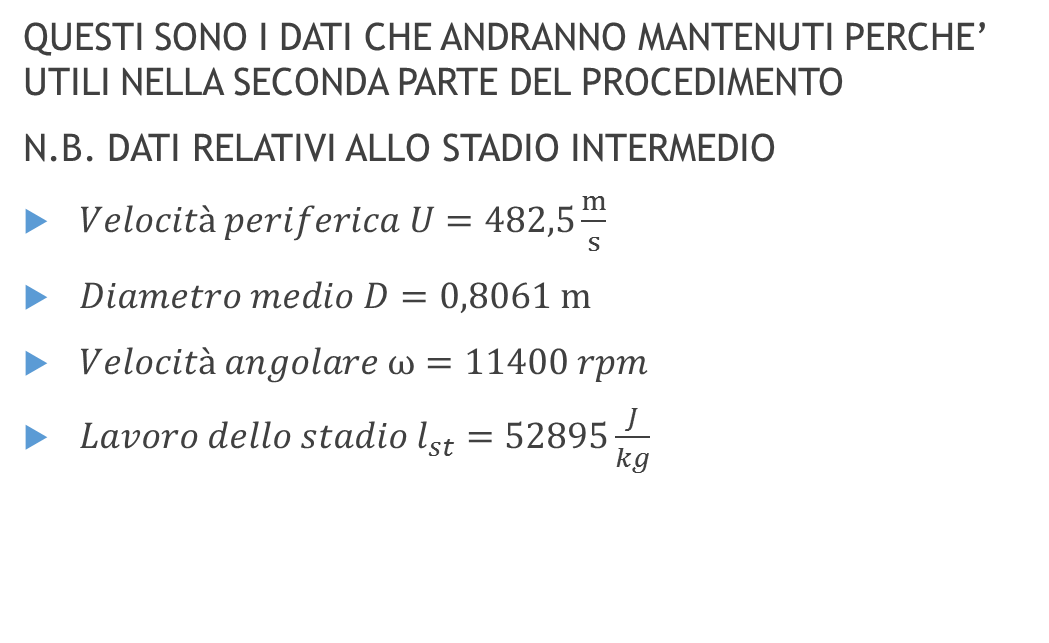 QUESTI SONO I DATI CHE ANDRANNO MANTENUTI PERCHE’
UTILI NELLA SECONDA PARTE DEL PROCEDIMENTO
N.B. DATI RELATIVI ALLO STADIO INTERMEDIO
Velocità periferica U = 482,5 m/s
Diametro medio D = 0,8061 m
Velocità angolare ω = 11400 rpm
Lavoro dello stadio l_st = 52895 J/kg